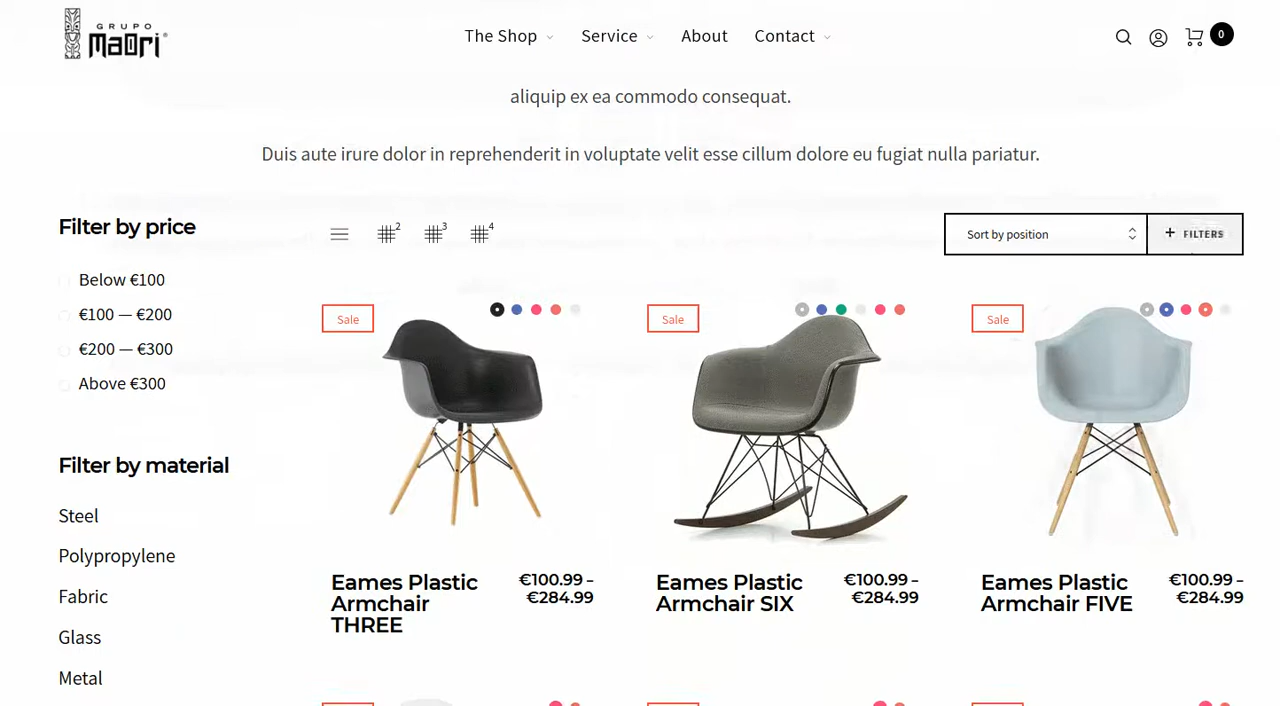 GRUPO
MaOri®
The Shop
Service
About
Contact
0
aliquip ex ea commodo consequat.
Duis aute irure dolor in reprehenderit in voluptate velit esse cillum dolore eu fugiat nulla pariatur.
Filter by price
Below €100
€100 — €200
€200 — €300
Above €300
Filter by material
Steel
Polypropylene
Fabric
Glass
Metal
2
3
4
Sort by position
+ FILTERS
Sale
Eames Plastic
Armchair
THREE
€100.99 –
€284.99
Sale
Eames Plastic
Armchair SIX
€100.99 –
€284.99
Sale
Eames Plastic
Armchair FIVE
€100.99 –
€284.99